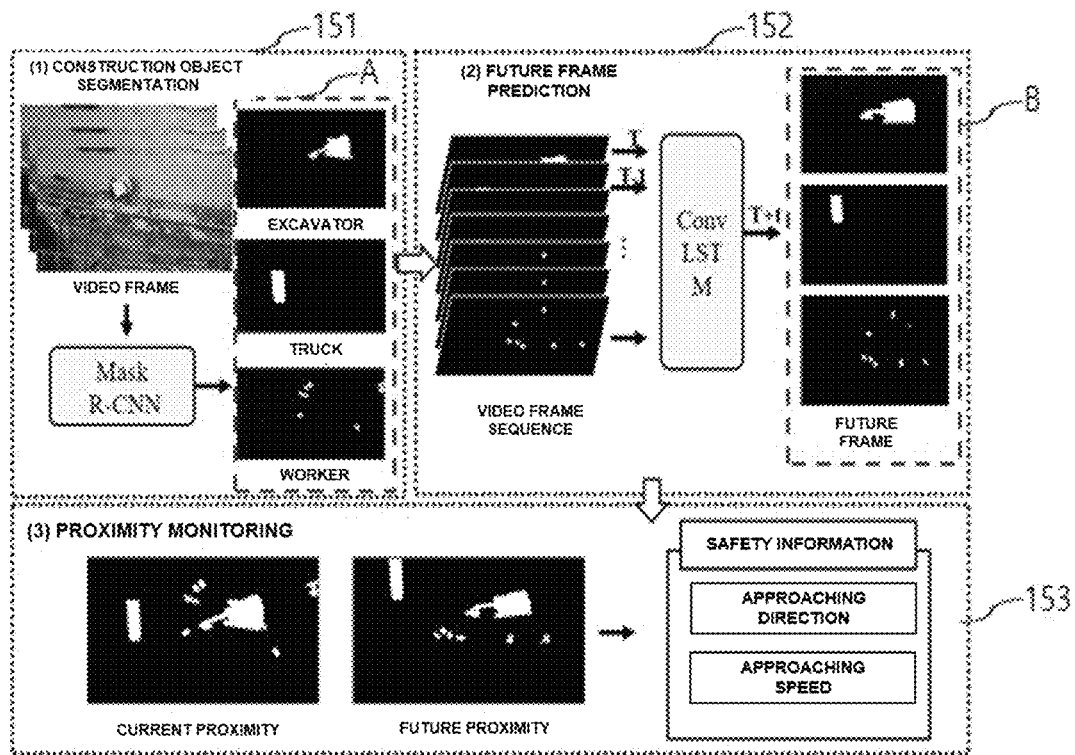 151
(1) CONSTRUCTION OBJECT
SEGMENTATION
A
VIDEO FRAME
Mask
R-CNN
EXCAVATOR
TRUCK
WORKER
152
(2) FUTURE FRAME
PREDICTION
B
T
T-1
⋮
Conv
LST
M
T+t
VIDEO FRAME
SEQUENCE
FUTURE
FRAME
(3) PROXIMITY MONITORING
CURRENT PROXIMITY
FUTURE PROXIMITY
SAFETY INFORMATION
APPROACHING
DIRECTION
APPROACHING
SPEED
153